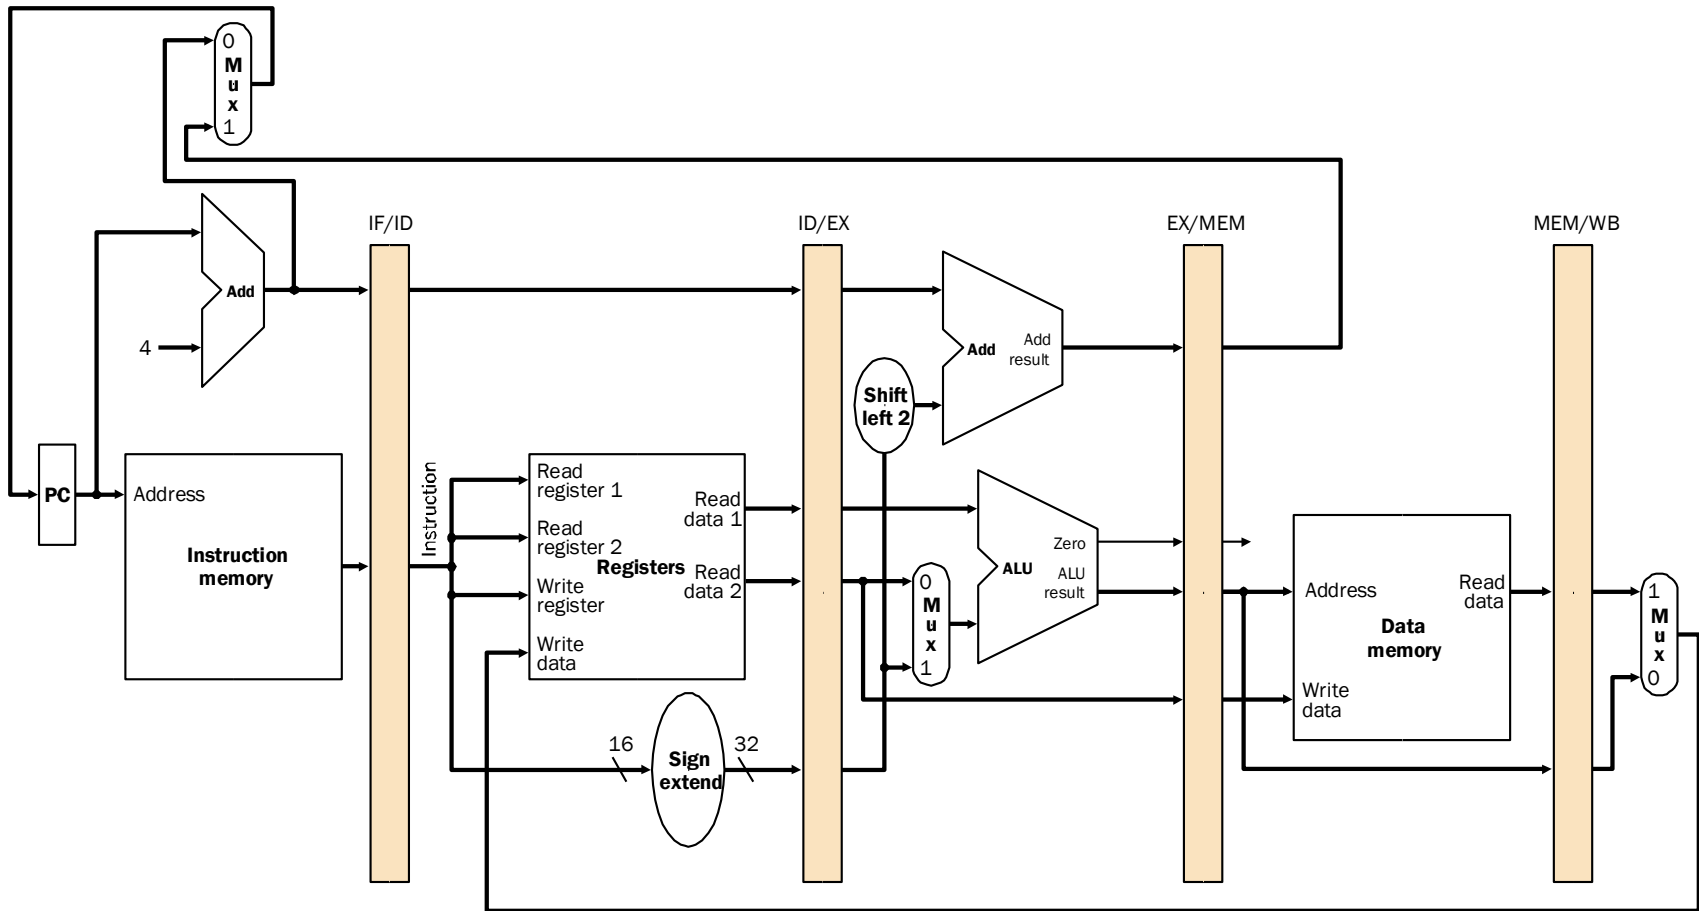 0
M
u
x
1
IF/ID
ID/EX
EX/MEM
MEM/WB
Add
4
Add
Add
result
Shift
left 2
PC
Address
Instruction
memory
Instruction
Read
register 1
Read
register 2
Write
register
Write
data
Registers
Read
data 1
Read
data 2
0
M
u
x
1
Zero
ALU
ALU
result
Address
Read
data
Data
memory
Write
data
1
M
u
x
0
16
Sign
extend
32